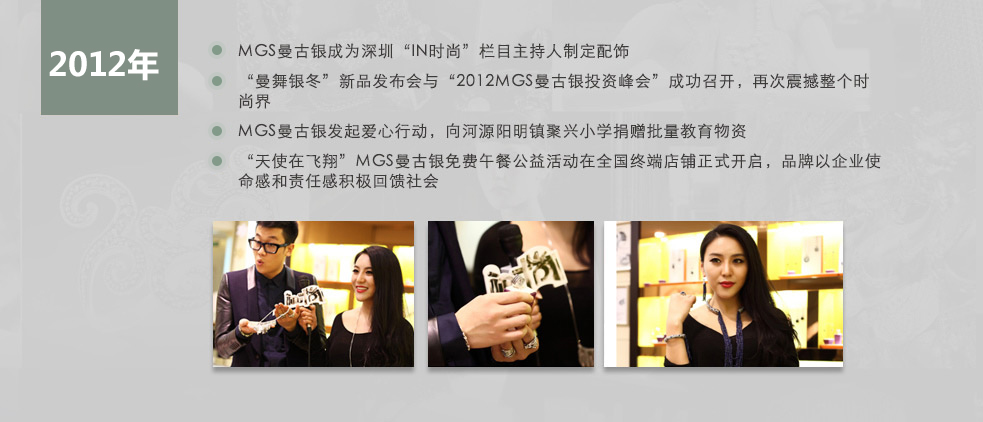 2012年
MGS曼古银成为深圳“IN时尚”栏目主持人制定配饰
“曼舞银冬”新品发布会与“2012MGS曼古银投资峰会”成功召开，再次震撼整个时
尚界
MGS曼古银发起爱心行动，向河源阳明镇聚兴小学捐赠批量教育物资
“天使在飞翔”MGS曼古银免费午餐公益活动在全国终端店铺正式开启，品牌以企业使
命感和责任感积极回馈社会